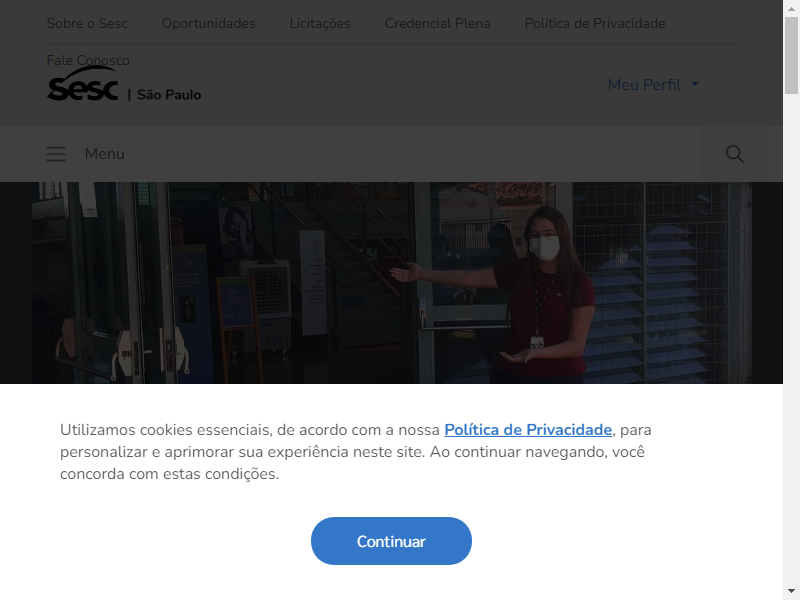 Sobre o Sesc Oportunidades Licitações Credencial Plena Política de Privacidade
Fale Conosco
Sesc | São Paulo
Meu Perfil
Menu
Utilizamos cookies essenciais, de acordo com a nossa Política de Privacidade, para
personalizar e aprimorar sua experiência neste site. Ao continuar navegando, você
concorda com estas condições.
Continuar